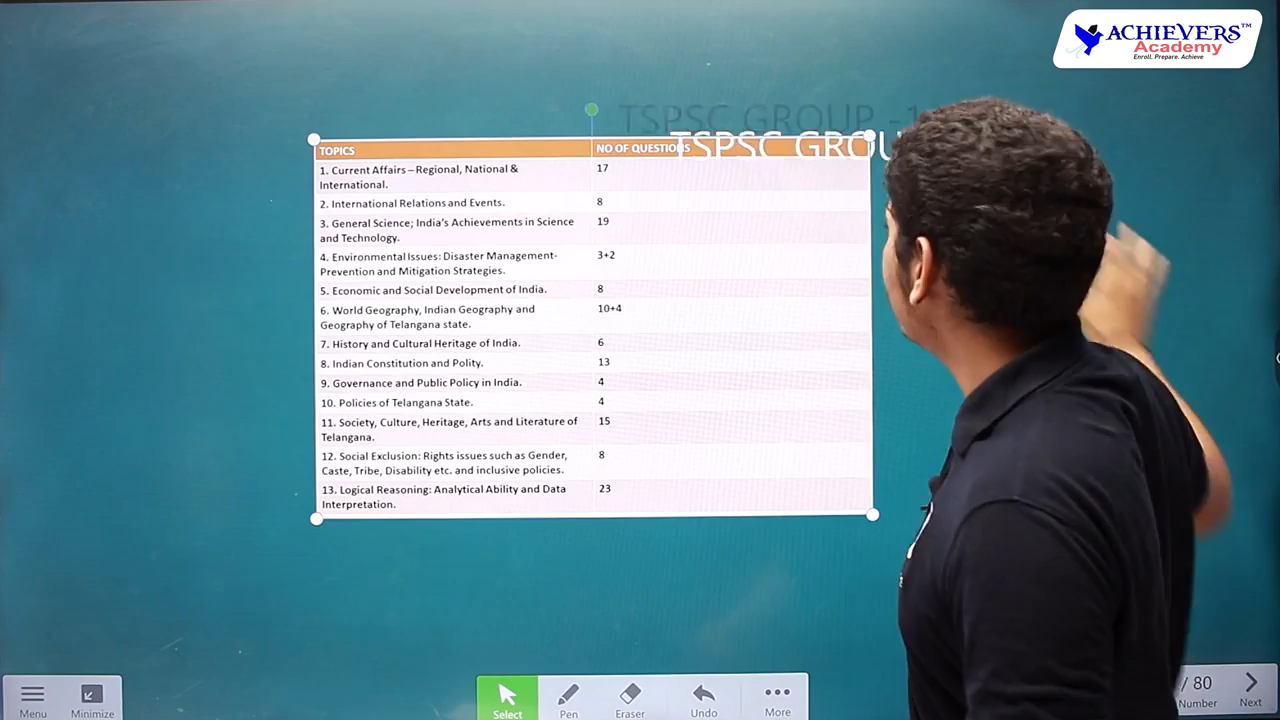 ACHIEVERS™
Academy
Enroll. Prepare. Achieve
TSPSC GROUP -1
TSPSC GROU
TOPICS NO OF QUESTIONS
1. Current Affairs – Regional, National & 17
International.
2. International Relations and Events. 8
3. General Science; India's Achievements in Science 19
and Technology.
4. Environmental Issues: Disaster Management- 3+2
Prevention and Mitigation Strategies.
5. Economic and Social Development of India. 8
6. World Geography, Indian Geography and 10+4
Geography of Telangana state.
7. History and Cultural Heritage of India. 6
8. Indian Constitution and Polity. 13
9. Governance and Public Policy in India. 4
10. Policies of Telangana State. 4
11. Society, Culture, Heritage, Arts and Literature of 15
Telangana.
12. Social Exclusion: Rights issues such as Gender, 8
Caste, Tribe, Disability etc. and inclusive policies.
13. Logical Reasoning: Analytical Ability and Data 23
Interpretation.
Menu Minimize Select Pen Eraser Undo More
/ 80
Number Next